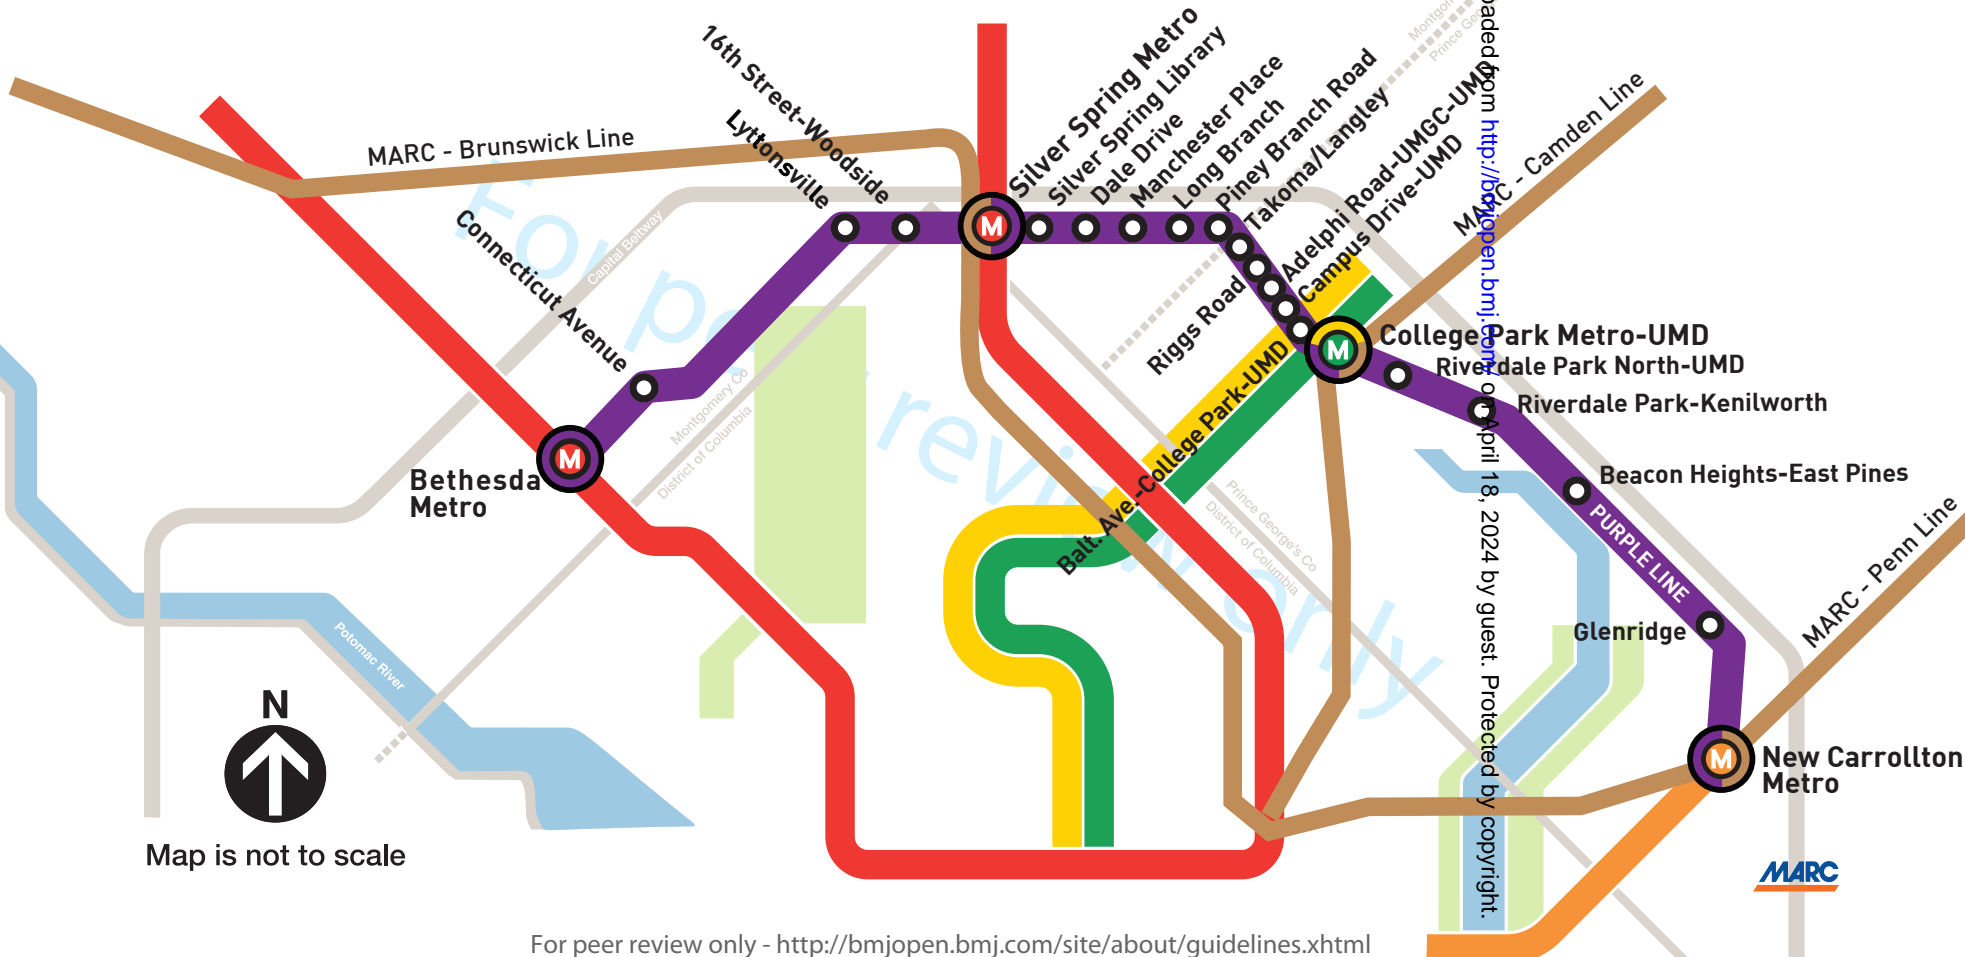 MARC - Brunswick Line
16th Street-Woodside
Lyttonsville
Connecticut Avenue
Capital Beltway
Silver Spring Metro
Silver Spring Library
Dale Drive
Manchester Place
Long Branch
Piney Branch Road
Takoma/Langley
Riggs Road
Adelphi Road-UMGC-UMD
Campus Drive-UMD
Balt. Ave.-College Park-UMD
MARC - Camden Line
College Park Metro-UMD
Riverdale Park North-UMD
Riverdale Park-Kenilworth
Beacon Heights-East Pines
PURPLE LINE
Glenridge
MARC - Penn Line
New Carrollton
Metro
Bethesda
Metro
M
M
M
M
Montgomery Co
District of Columbia
Prince George's Co
District of Columbia
Potomac River
N
Map is not to scale
MARC
For peer review only
from http://bmjopen.bmj.com/ on April 18, 2024 by guest. Protected by copyright.
For peer review only - http://bmjopen.bmj.com/site/about/guidelines.xhtml